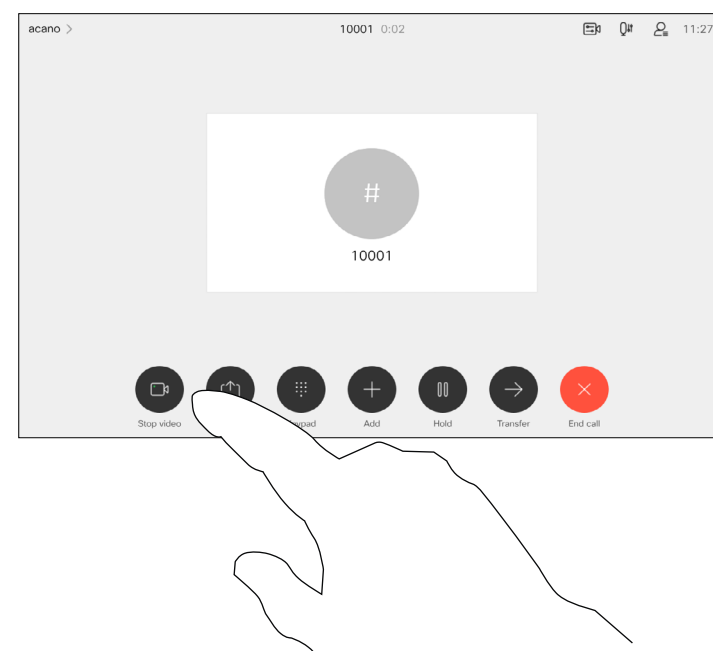 acano >
10001 0:02
11:27
#
10001
Stop video
Add
Hold
Transfer
End call